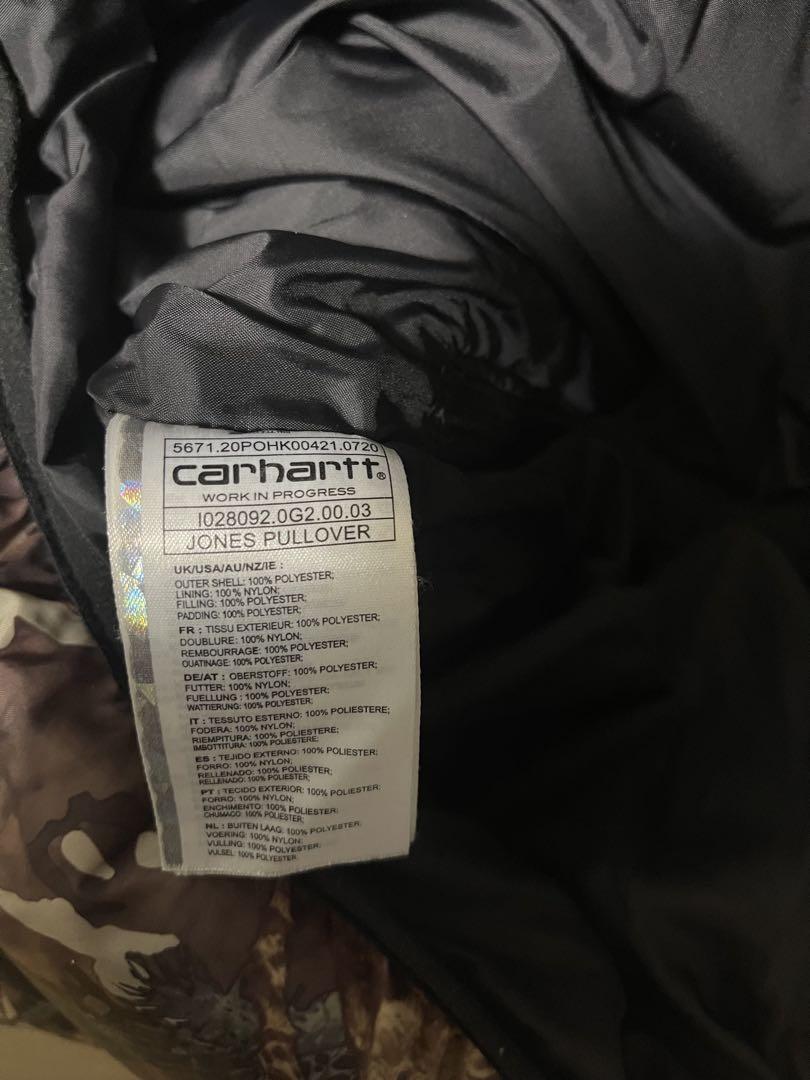 5671.20POHK00421.0720
carhartt®
WORK IN PROGRESS
I028092.0G2.00.03
JONES PULLOVER
UK/USA/AU/NZ/IE :
OUTER SHELL: 100% POLYESTER;
LINING: 100% NYLON;
FILLING: 100% POLYESTER;
PADDING: 100% POLYESTER;
FR : TISSU EXTERIEUR: 100% POLYESTER;
DOUBLURE: 100% NYLON;
REMBOURRAGE: 100% POLYESTER;
OUATINAGE: 100% POLYESTER;
DE/AT : OBERSTOFF: 100% POLYESTER;
FUTTER: 100% NYLON;
FUELLUNG : 100% POLYESTER;
WATTIERUNG: 100% POLYESTER;
IT : TESSUTO ESTERNO: 100% POLIESTERE;
FODERA: 100% NYLON;
RIEMPITURA: 100% POLIESTERE;
IMBOTTITURA: 100% POLIESTERE;
ES : TEJIDO EXTERNO: 100% POLIESTER;
FORRO: 100% NYLON;
RELLENADO: 100% POLIESTER;
RELLENADO: 100% POLIESTER;
PT : TECIDO EXTERIOR: 100% POLIESTER;
FORRO: 100% NYLON;
ENCHIMENTO: 100% POLIESTER;
CHUMACO: 100% POLIESTER;
NL : BUITEN LAAG: 100% POLYESTER;
VOERING: 100% NYLON;
VULLING: 100% POLYESTER;
VULSEL: 100% POLYESTER